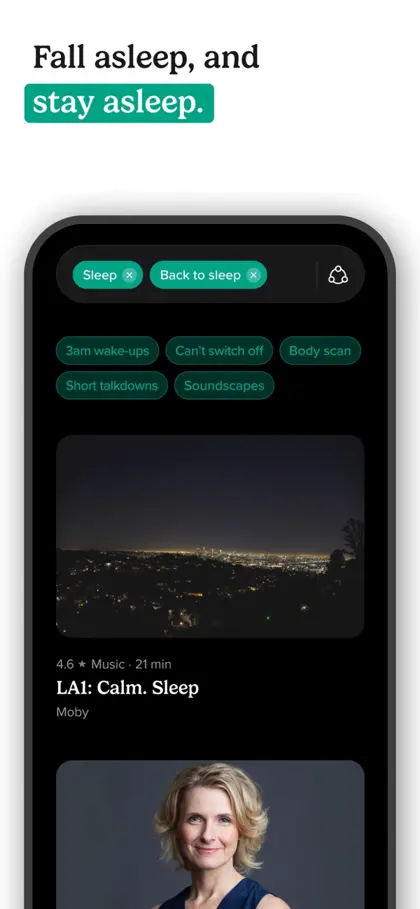 Fall asleep, and
stay asleep.
Sleep × Back to sleep ×
3am wake-ups Can't switch off Body scan
Short talkdowns Soundscapes
4.6 ★ Music · 21 min
LA1: Calm. Sleep
Moby